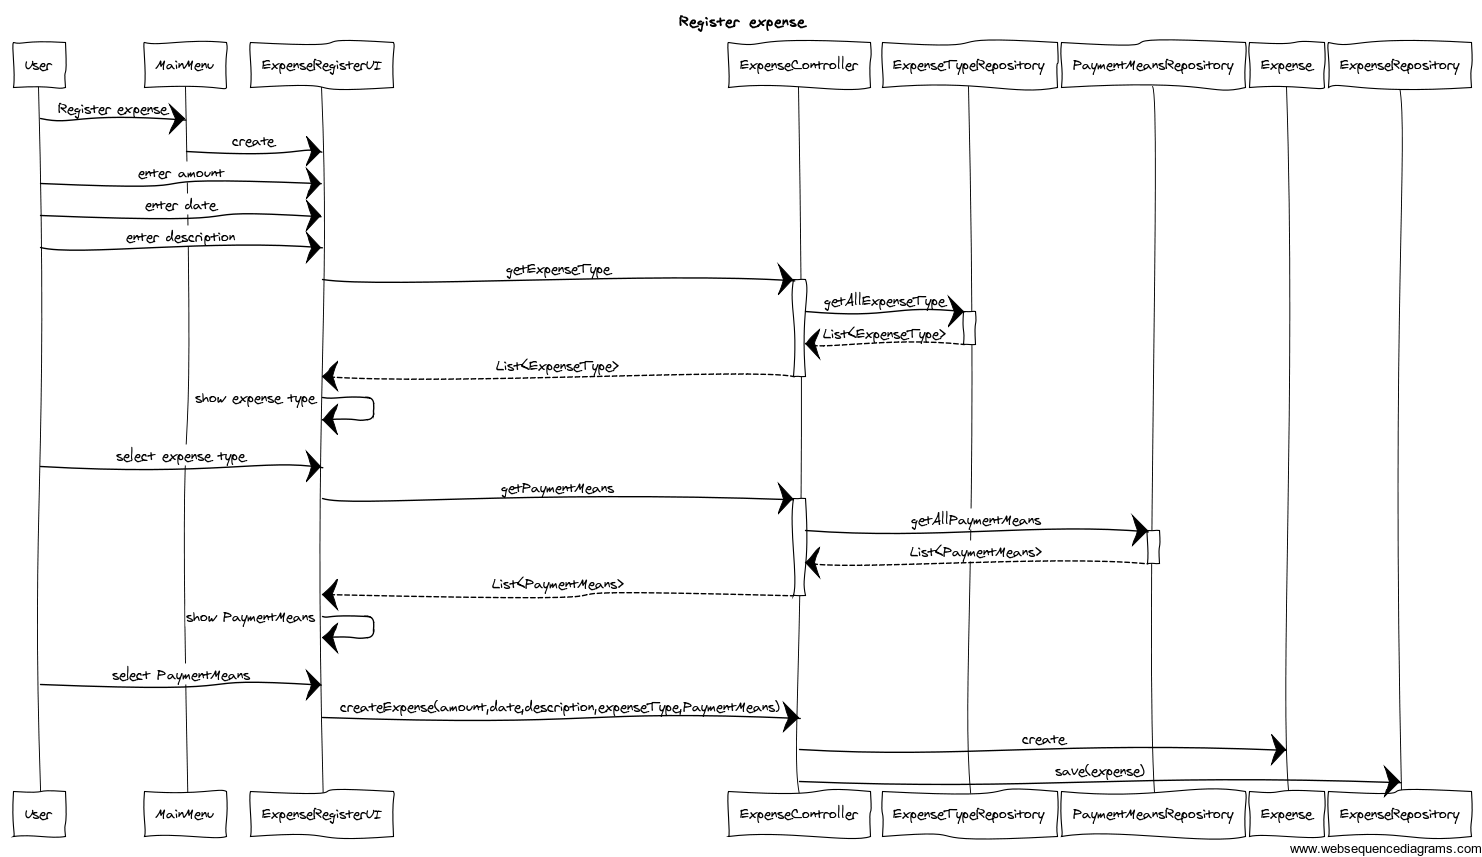 Register expense
User
MainMenu
ExpenseRegisterUI
ExpenseController
ExpenseTypeRepository
PaymentMeansRepository
Expense
ExpenseRepository
Register expense
create
enter amount
enter date
enter description
getExpenseType
getAllExpenseType
List<ExpenseType>
List<ExpenseType>
show expense type
select expense type
getPaymentMeans
getAllPaymentMeans
List<PaymentMeans>
List<PaymentMeans>
show PaymentMeans
select PaymentMeans
createExpense(amount,date,description,expenseType,PaymentMeans)
create
save(expense)
User
MainMenu
ExpenseRegisterUI
ExpenseController
ExpenseTypeRepository
PaymentMeansRepository
Expense
ExpenseRepository
www.websequencediagrams.com